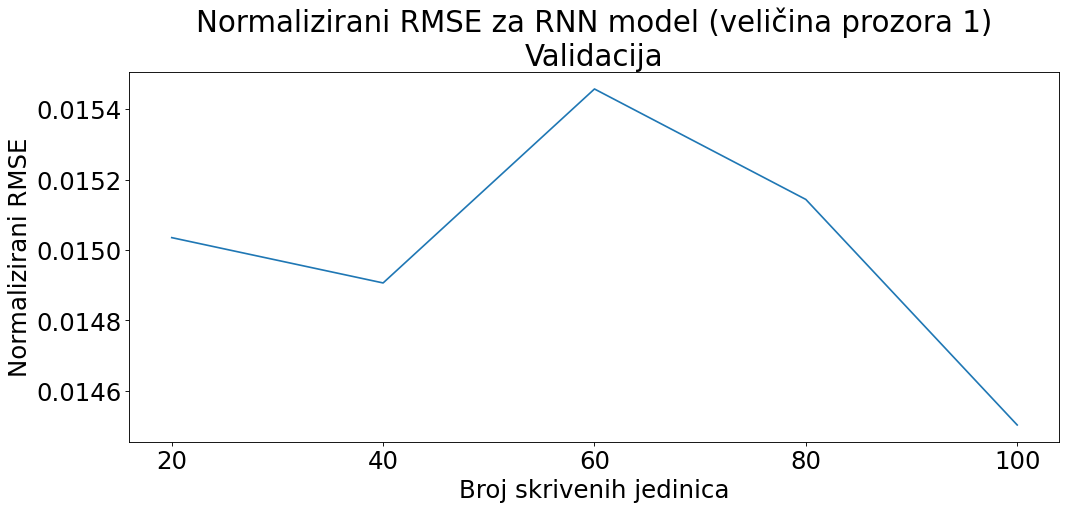 Normalizirani RMSE za RNN model (veličina prozora 1)
Validacija
Normalizirani RMSE
0.0154
0.0152
0.0150
0.0148
0.0146
20 40 60 80 100
Broj skrivenih jedinica